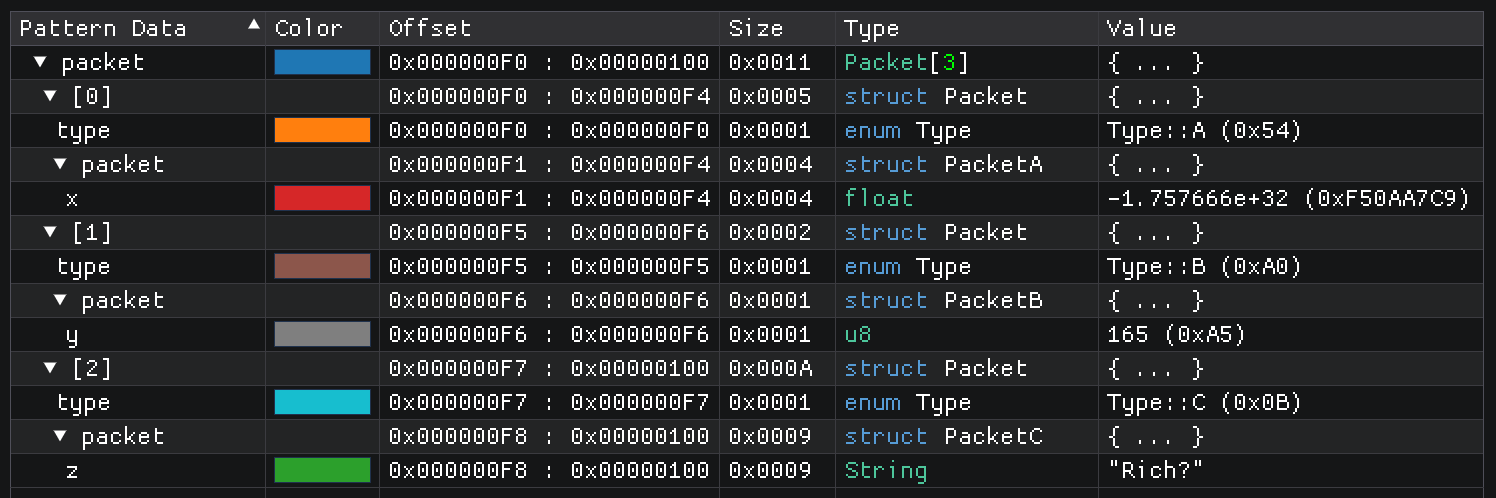 Pattern Data ▲ Color Offset Size Type Value
▼ packet 0x000000F0 : 0x00000100 0x0011 Packet[3] { ... }
▼ [0] 0x000000F0 : 0x000000F4 0x0005 struct Packet { ... }
type 0x000000F0 : 0x000000F0 0x0001 enum Type Type::A (0x54)
▼ packet 0x000000F1 : 0x000000F4 0x0004 struct PacketA { ... }
x 0x000000F1 : 0x000000F4 0x0004 float -1.757666e+32 (0xF50AA7C9)
▼ [1] 0x000000F5 : 0x000000F6 0x0002 struct Packet { ... }
type 0x000000F5 : 0x000000F5 0x0001 enum Type Type::B (0xA0)
▼ packet 0x000000F6 : 0x000000F6 0x0001 struct PacketB { ... }
y 0x000000F6 : 0x000000F6 0x0001 u8 165 (0xA5)
▼ [2] 0x000000F7 : 0x00000100 0x000A struct Packet { ... }
type 0x000000F7 : 0x000000F7 0x0001 enum Type Type::C (0x0B)
▼ packet 0x000000F8 : 0x00000100 0x0009 struct PacketC { ... }
z 0x000000F8 : 0x00000100 0x0009 String "Rich?"